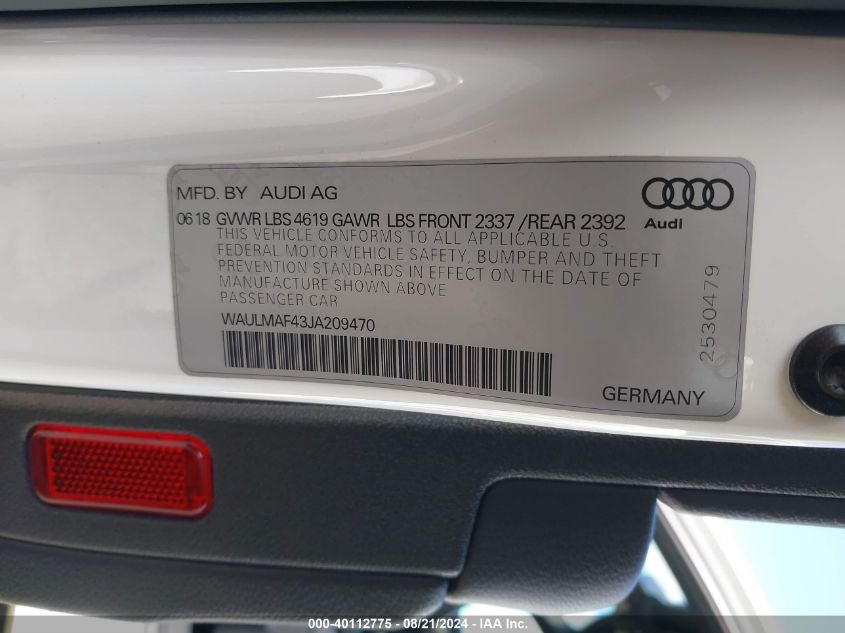 MFD. BY AUDI AG
Audi
06 18 GVWR LBS 4619 GAWR LBS FRONT 2337 /REAR 2392
THIS VEHICLE CONFORMS TO ALL APPLICABLE U.S.
FEDERAL MOTOR VEHICLE SAFETY, BUMPER AND THEFT
PREVENTION STANDARDS IN EFFECT ON THE DATE OF
MANUFACTURE SHOWN ABOVE
PASSENGER CAR
WAULMAF43JA209470
2530479
GERMANY
000-40112775 - 08/21/2024 - IAA Inc.